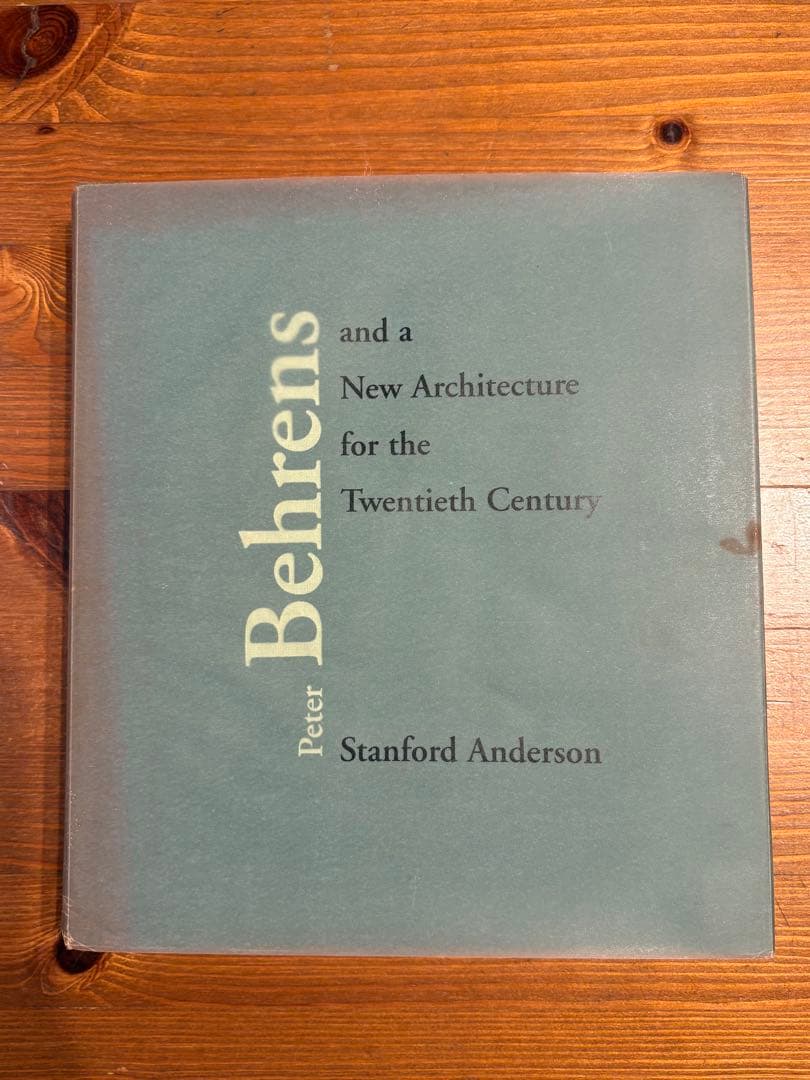 Peter Behrens
and a
New Architecture
for the
Twentieth Century
Stanford Anderson